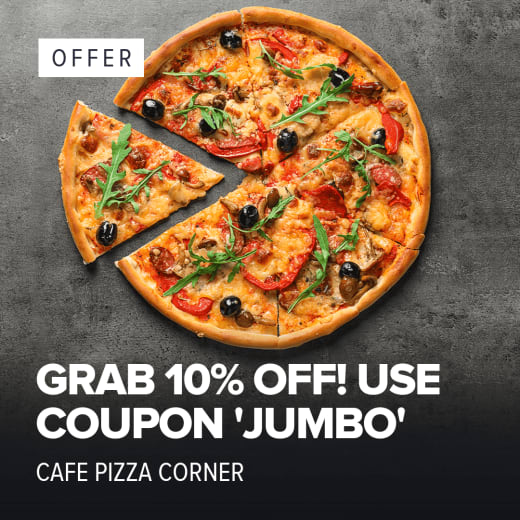 OFFER
GRAB 10% OFF! USE
COUPON 'JUMBO'
CAFE PIZZA CORNER